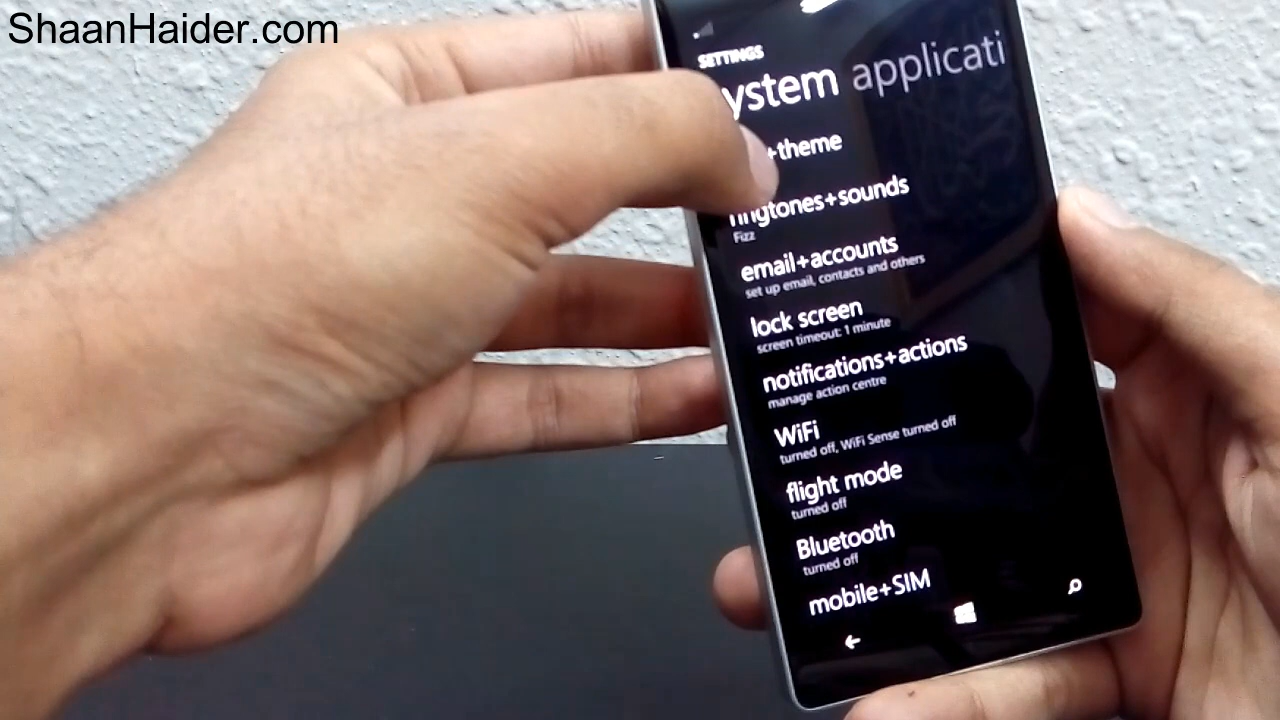 ShaanHaider.com
SETTINGS
ystem applicati
+theme
ringtones+sounds
Fizz
email+accounts
set up email, contacts and others
lock screen
screen timeout: 1 minute
notifications+actions
manage action centre
WiFi
turned off, WiFi Sense turned off
flight mode
turned off
Bluetooth
turned off
mobile+SIM